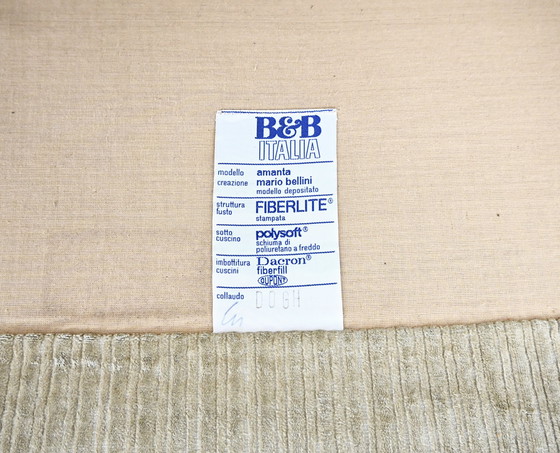 B&B
ITALIA
modello amanta
creazione mario bellini
modello depositato
struttura FIBERLITE®
fusto stampata
sotto polysoft®
cuscino schiuma di
poliuretano a freddo
imbottitura Dacron®
cuscini fiberfill
DUPONT
collaudo